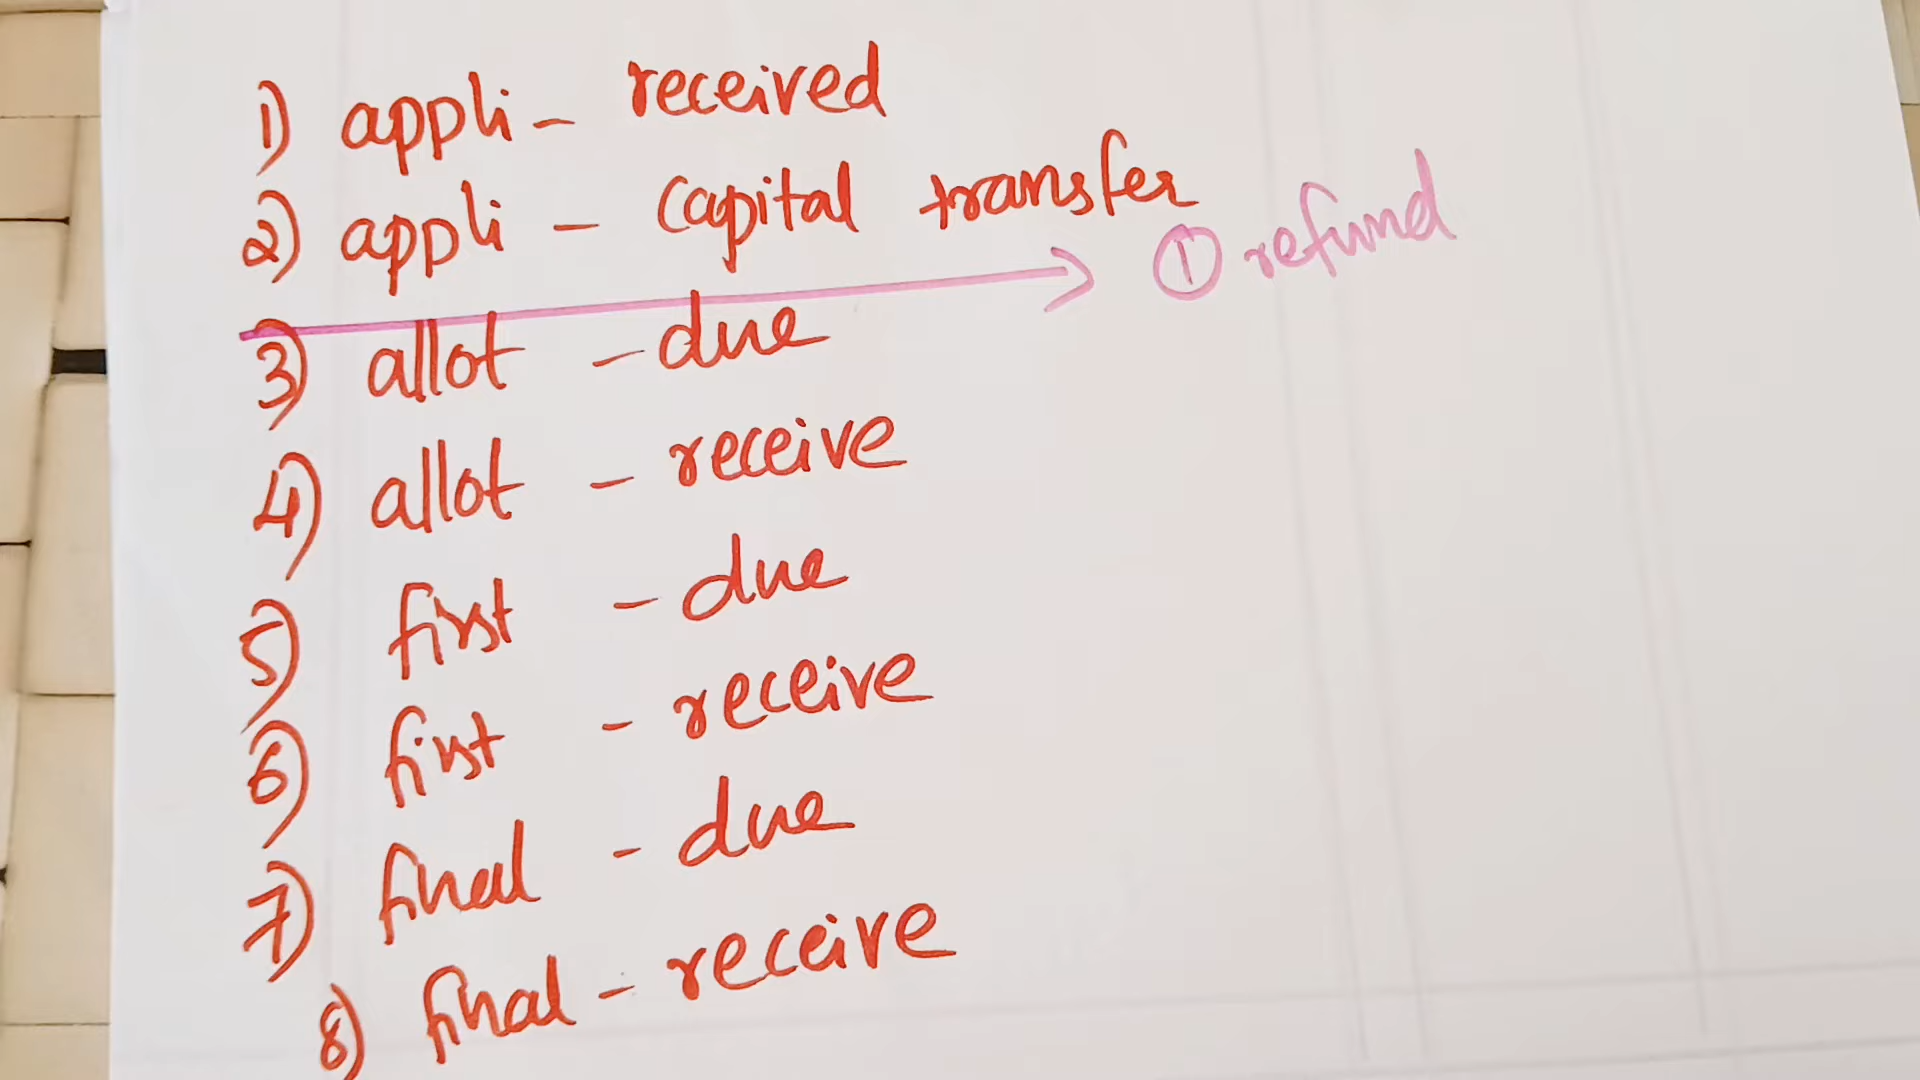 1) appli - received
2) appli - capital transfer
① refund
3) allot - due
4) allot - receive
5) first - due
6) first - receive
7) final - due
8) final - receive